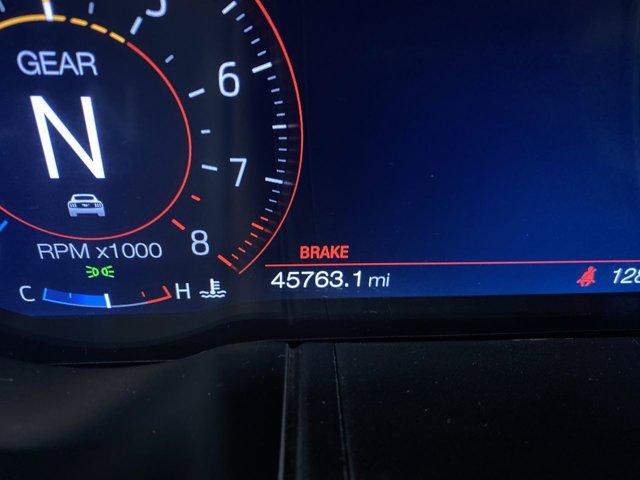 5
GEAR
6
N
7
8
RPM x1000
BRAKE
C H
45763.1 mi
128